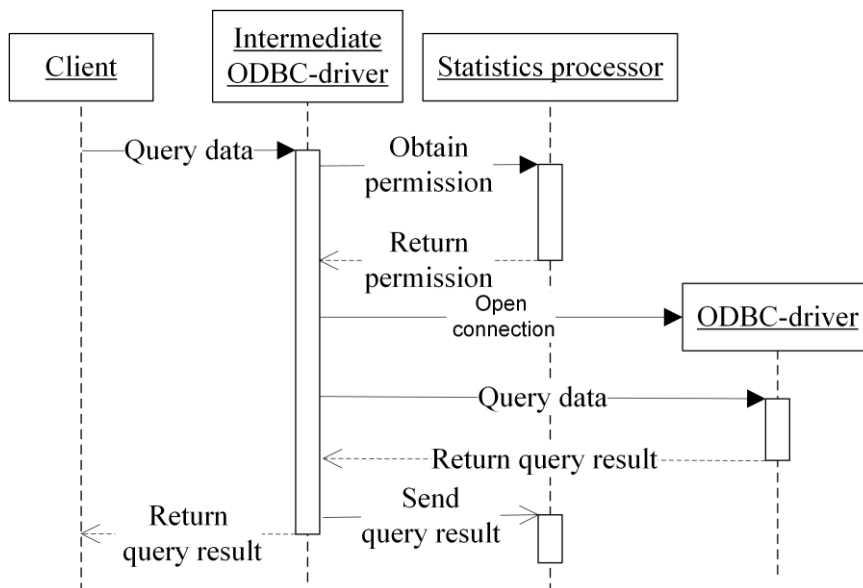 Client
Intermediate
ODBC-driver
Statistics processor
Query data
Obtain
permission
Return
permission
Open
connection
ODBC-driver
Query data
Return query result
Send
query result
Return
query result